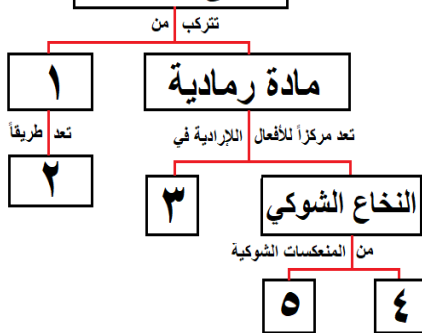 تتركب من
١
مادة رمادية
تعد طريقاً
تعد مركزاً للأفعال اللاإرادية في
٢
٣
النخاع الشوكي
من المنعكسات الشوكية
٥
٤